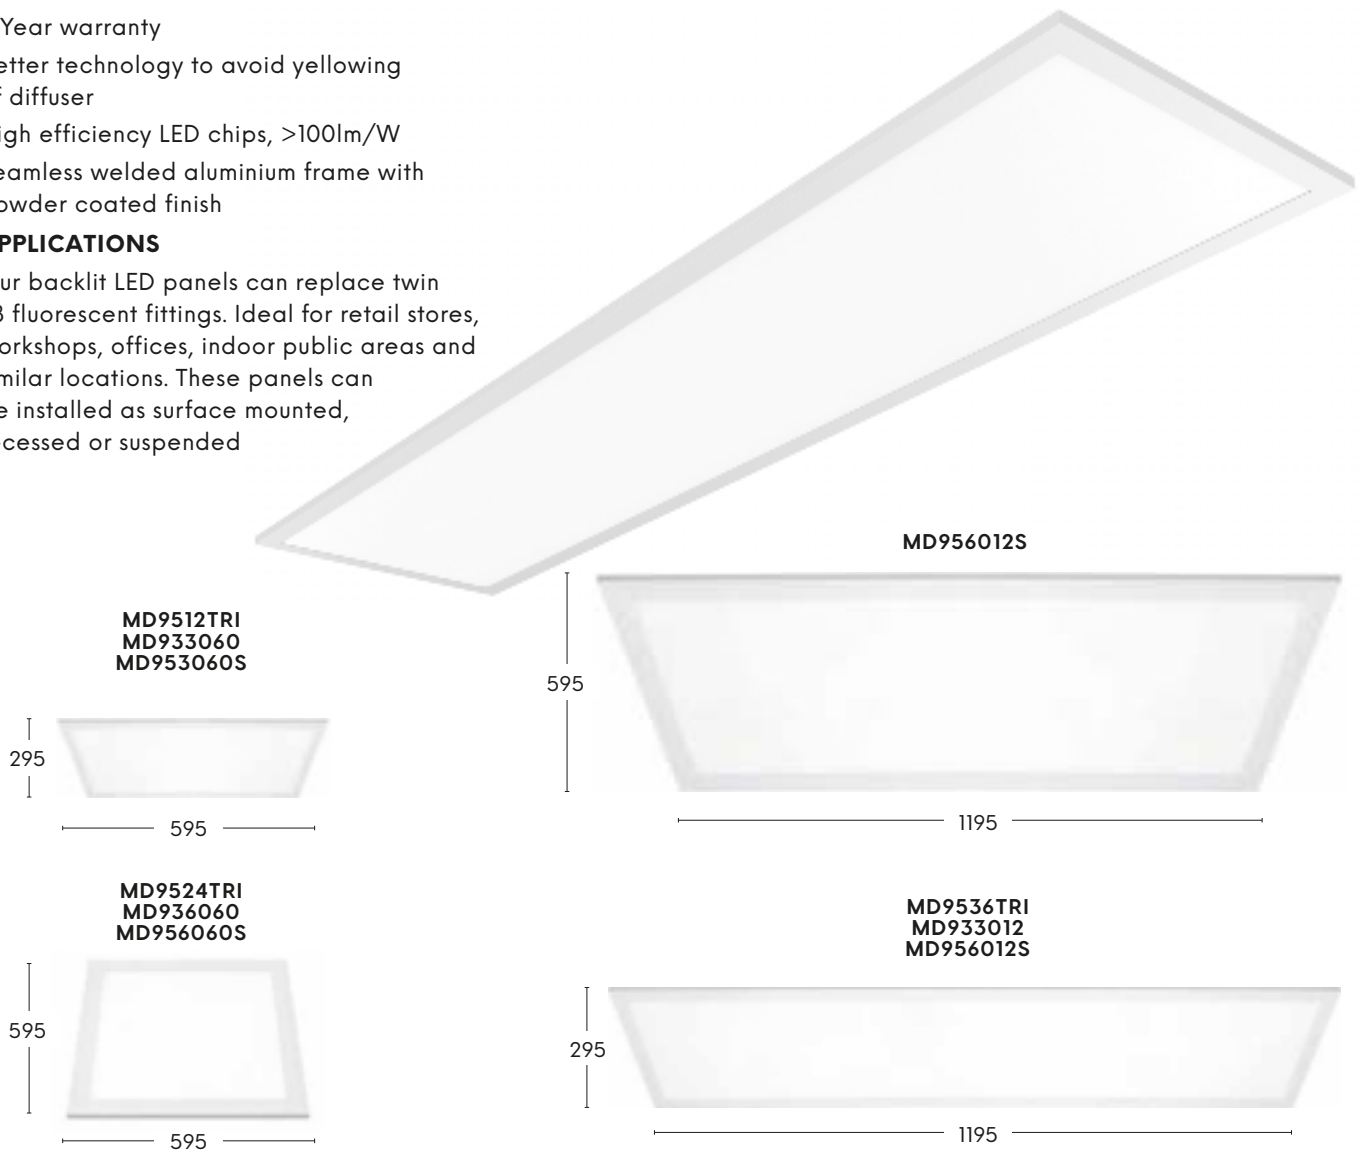 Year warranty
etter technology to avoid yellowing
f diffuser
igh efficiency LED chips, >100lm/W
eamless welded aluminium frame with
owder coated finish
PPLICATIONS
ur backlit LED panels can replace twin
8 fluorescent fittings. Ideal for retail stores,
orkshops, offices, indoor public areas and
milar locations. These panels can
e installed as surface mounted,
cessed or suspended
MD956012S
595
1195
MD9512TRI
MD933060
MD953060S
295
595
MD9524TRI
MD936060
MD956060S
595
595
MD9536TRI
MD933012
MD956012S
295
1195